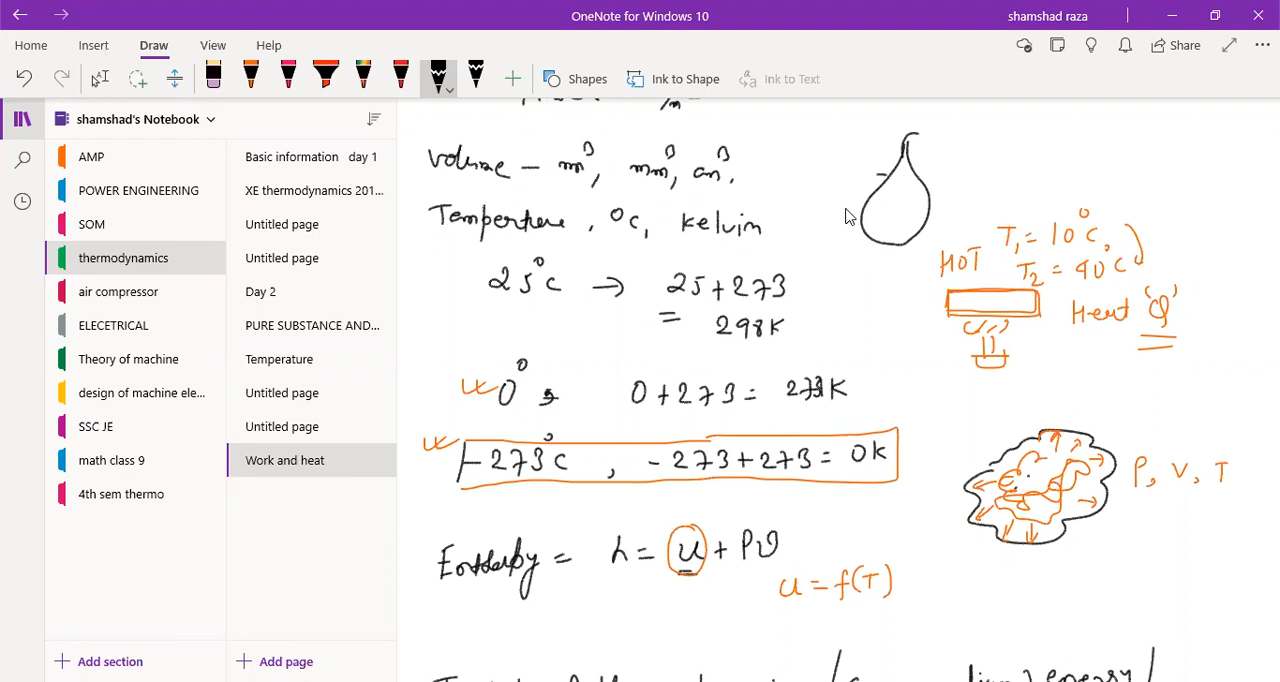 OneNote for Windows 10
shamshad raza
Home Insert Draw View Help
Share
Shapes
Ink to Shape
Ink to Text
shamshad's Notebook
AMP
POWER ENGINEERING
SOM
thermodynamics
air compressor
ELECETRICAL
Theory of machine
design of machine ele...
SSC JE
math class 9
4th sem thermo
Add section
Basic information day 1
XE thermodynamics 201...
Untitled page
Untitled page
Day 2
PURE SUBSTANCE AND...
Temperature
Untitled page
Untitled page
Work and heat
Add page
Volume - m³, mm³, cm³.
°C, Kelvin
25°C → 25+273
= 298K
0° 0+273 = 273K
-273°C, -273+273 = 0K
h = u + Pv
u = f(T)
HOT T₁ = 10°C,
T₂ = 40°C
Heat 'Q'
P, V, T